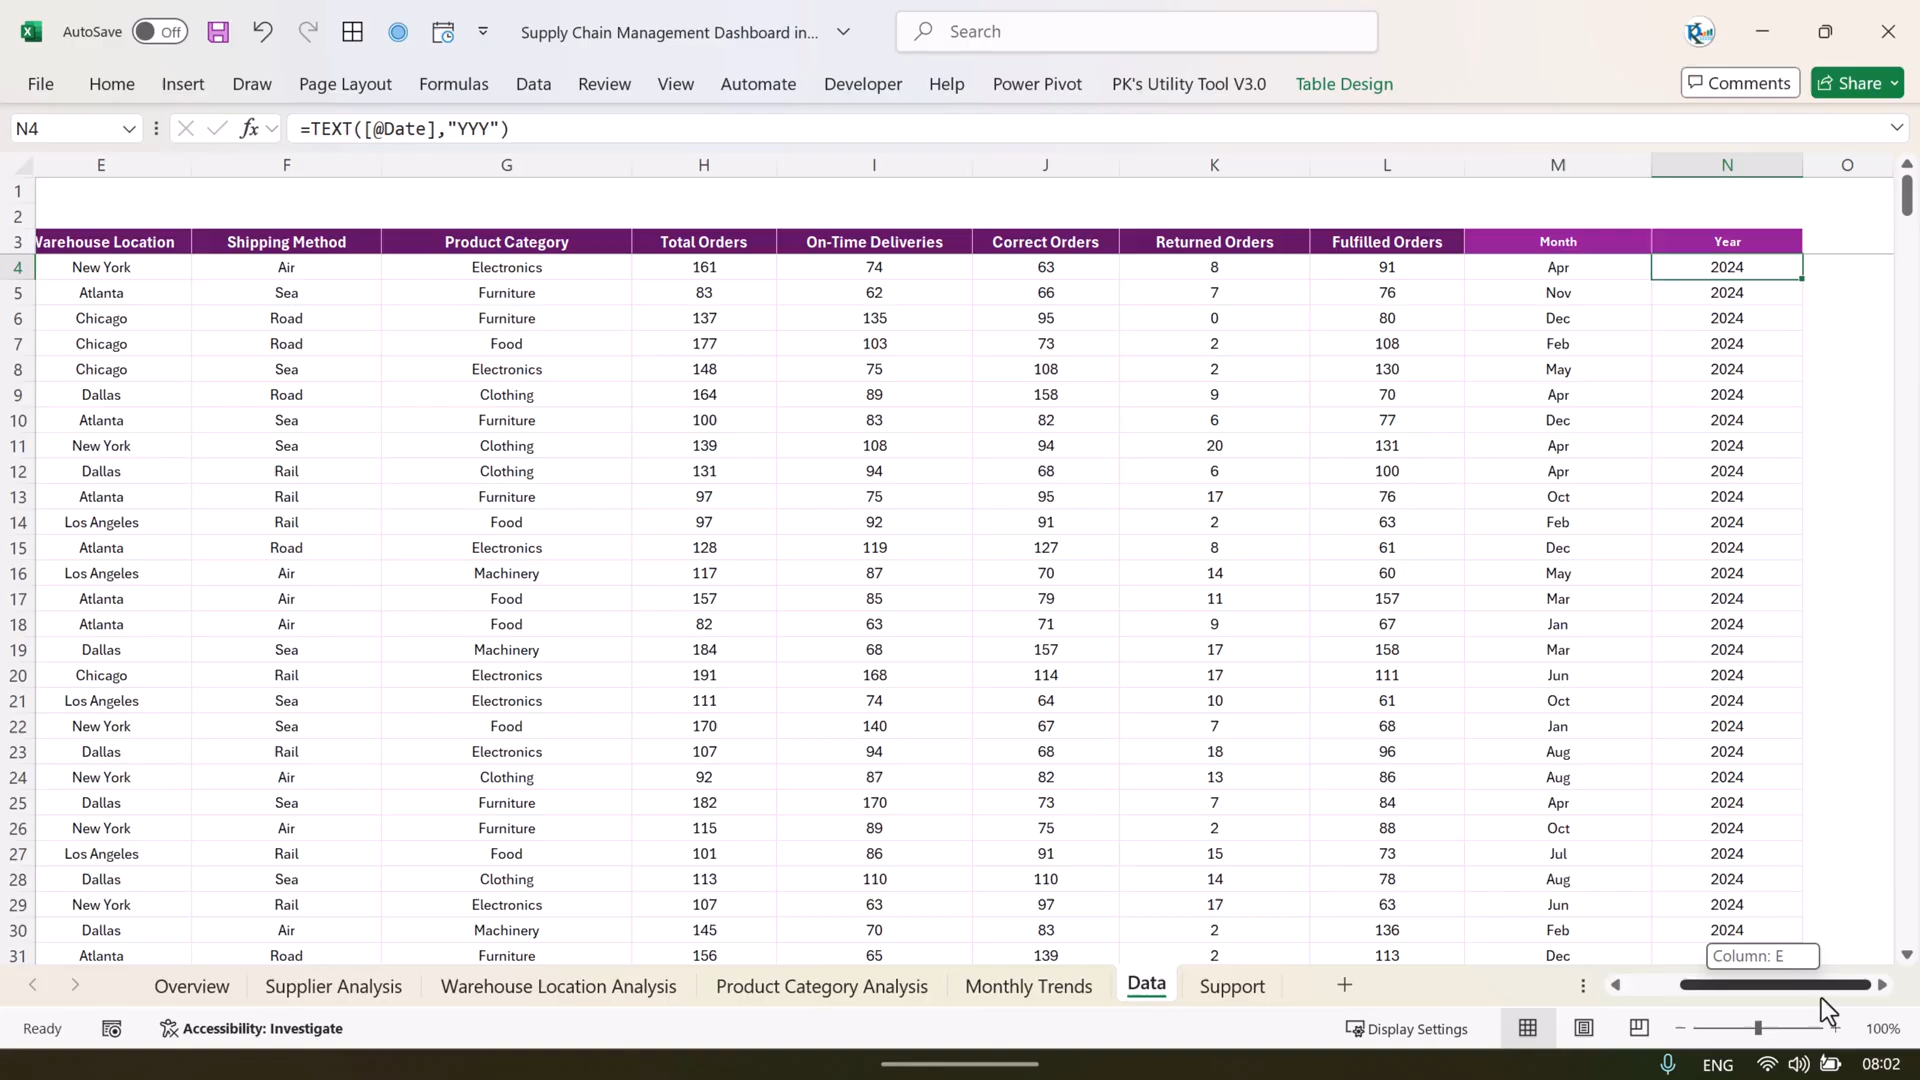 AutoSave Off Supply Chain Management Dashboard in... Search
File Home Insert Draw Page Layout Formulas Data Review View Automate Developer Help Power Pivot PK's Utility Tool V3.0 Table Design Comments Share
N4 fx =TEXT([@Date],"YYY")
E F G H I J K L M N O
1
2
3 Warehouse Location Shipping Method Product Category Total Orders On-Time Deliveries Correct Orders Returned Orders Fulfilled Orders Month Year
4 New York Air Electronics 161 74 63 8 91 Apr 2024
5 Atlanta Sea Furniture 83 62 66 7 76 Nov 2024
6 Chicago Road Furniture 137 135 95 0 80 Dec 2024
7 Chicago Road Food 177 103 73 2 108 Feb 2024
8 Chicago Sea Electronics 148 75 108 2 130 May 2024
9 Dallas Road Clothing 164 89 158 9 70 Apr 2024
10 Atlanta Sea Furniture 100 83 82 6 77 Dec 2024
11 New York Sea Clothing 139 108 94 20 131 Apr 2024
12 Dallas Rail Clothing 131 94 68 6 100 Apr 2024
13 Atlanta Rail Furniture 97 75 95 17 76 Oct 2024
14 Los Angeles Rail Food 97 92 91 2 63 Feb 2024
15 Atlanta Road Electronics 128 119 127 8 61 Dec 2024
16 Los Angeles Air Machinery 117 87 70 14 60 May 2024
17 Atlanta Air Food 157 85 79 11 157 Mar 2024
18 Atlanta Air Food 82 63 71 9 67 Jan 2024
19 Dallas Sea Machinery 184 68 157 17 158 Mar 2024
20 Chicago Rail Electronics 191 168 114 17 111 Jun 2024
21 Los Angeles Sea Electronics 111 74 64 10 61 Oct 2024
22 New York Sea Food 170 140 67 7 68 Jan 2024
23 Dallas Rail Electronics 107 94 68 18 96 Aug 2024
24 New York Air Clothing 92 87 82 13 86 Aug 2024
25 Dallas Sea Furniture 182 170 73 7 84 Apr 2024
26 New York Air Furniture 115 89 75 2 88 Oct 2024
27 Los Angeles Rail Food 101 86 91 15 73 Jul 2024
28 Dallas Sea Clothing 113 110 110 14 78 Aug 2024
29 New York Rail Electronics 107 63 97 17 63 Jun 2024
30 Dallas Air Machinery 145 70 83 2 136 Feb 2024
31 Atlanta Road Furniture 156 65 139 2 113 Dec
Column: E
Overview Supplier Analysis Warehouse Location Analysis Product Category Analysis Monthly Trends Data Support
Ready Accessibility: Investigate Display Settings 100%
ENG 08:02